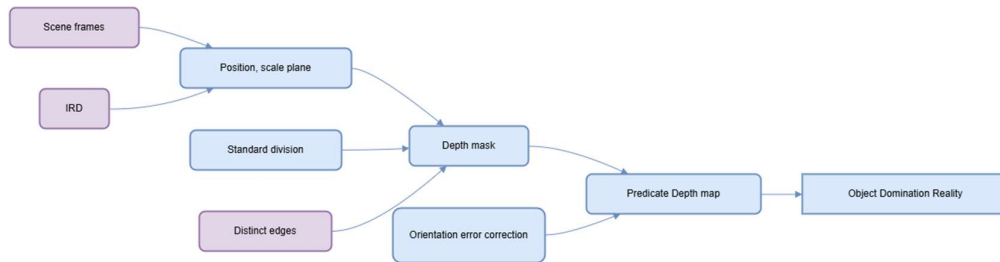 Scene frames
Position, scale plane
IRD
Standard division
Depth mask
Predicate Depth map
Object Domination Reality
Distinct edges
Orientation error correction